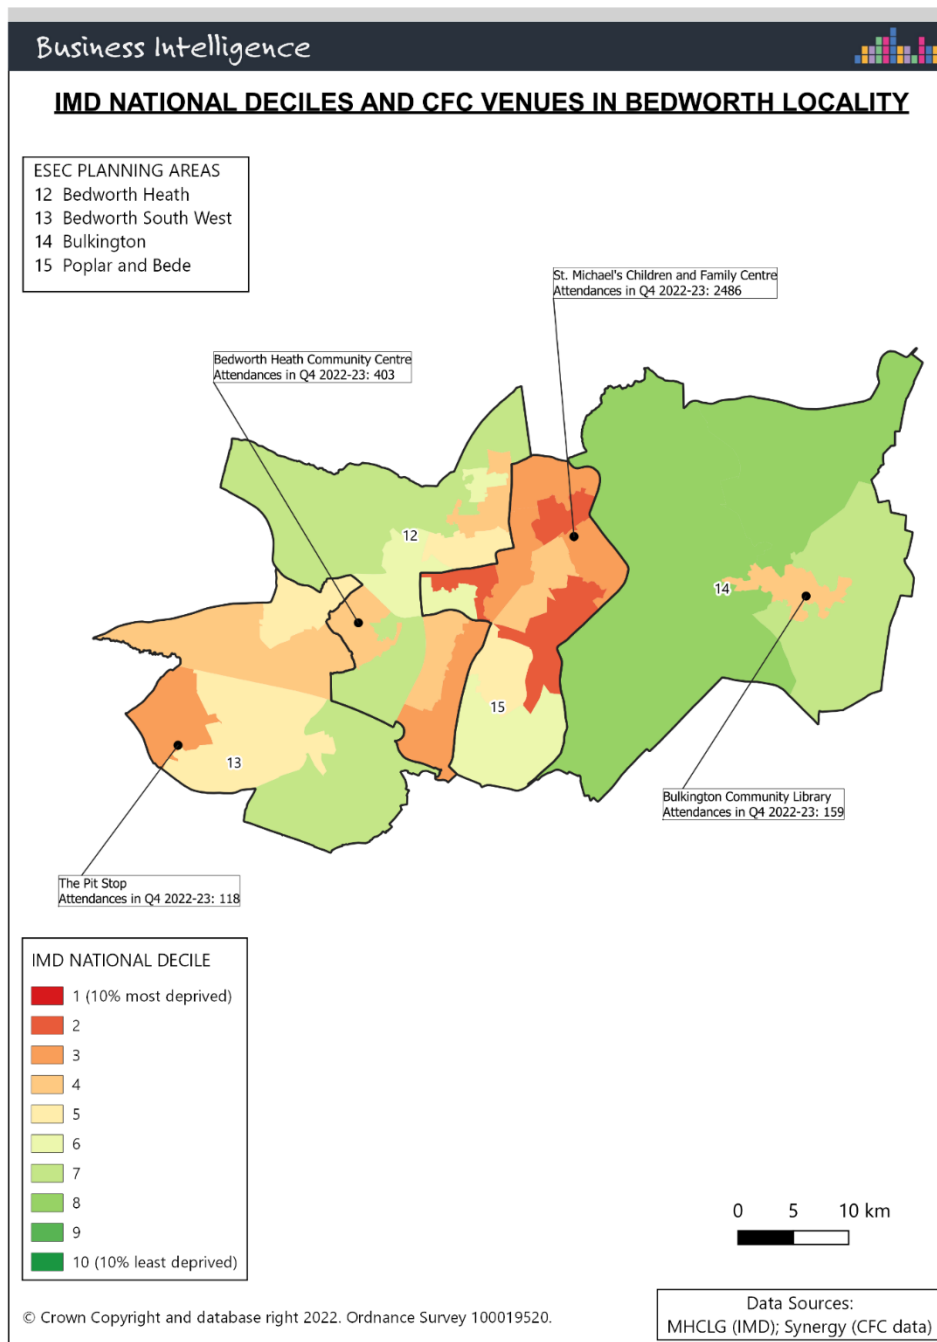 Business Intelligence
IMD NATIONAL DECILES AND CFC VENUES IN BEDWORTH LOCALITY
ESEC PLANNING AREAS
12 Bedworth Heath
13 Bedworth South West
14 Bulkington
15 Poplar and Bede
St. Michael's Children and Family Centre
Attendances in Q4 2022-23: 2486
Bedworth Heath Community Centre
Attendances in Q4 2022-23: 403
12
14
15
13
Bulkington Community Library
Attendances in Q4 2022-23: 159
The Pit Stop
Attendances in Q4 2022-23: 118
IMD NATIONAL DECILE
1 (10% most deprived)
2
3
4
5
6
7
8
9
10 (10% least deprived)
0 5 10 km
© Crown Copyright and database right 2022. Ordnance Survey 100019520.
Data Sources:
MHCLG (IMD); Synergy (CFC data)